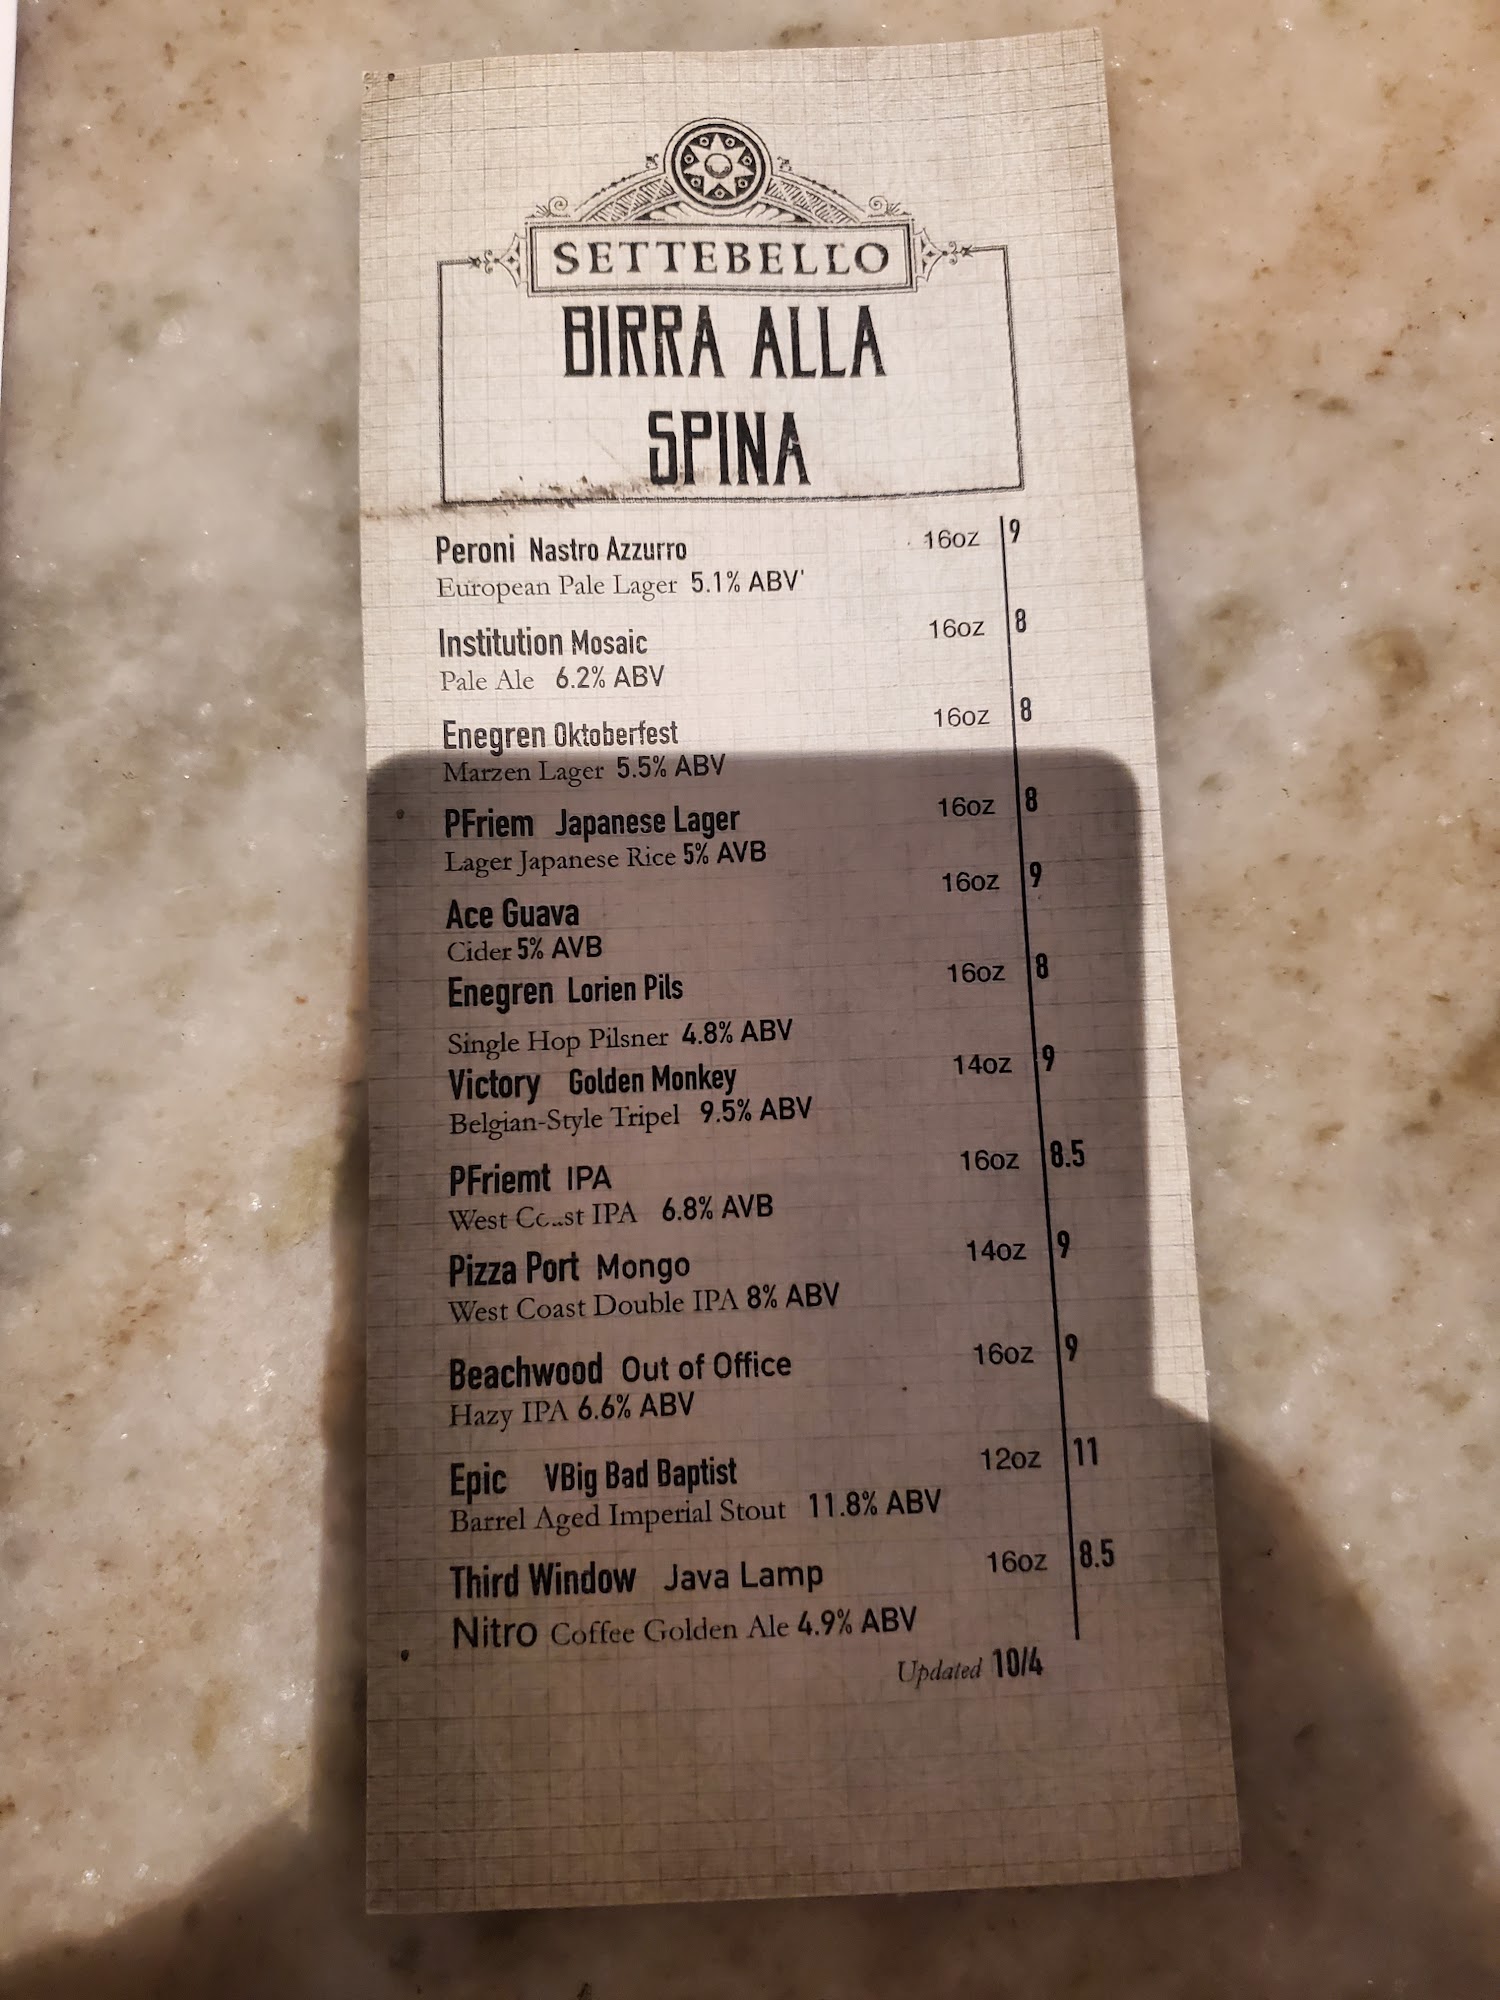 SETTEBELLO
BIRRA ALLA
SPINA
Peroni Nastro Azzurro 16oz 9
European Pale Lager 5.1% ABV'
Institution Mosaic 16oz 8
Pale Ale 6.2% ABV
Enegren Oktoberfest 16oz 8
Marzen Lager 5.5% ABV
PFriem Japanese Lager 16oz 8
Lager Japanese Rice 5% AVB
Ace Guava 16oz 9
Cider 5% AVB
Enegren Lorien Pils 16oz 8
Single Hop Pilsner 4.8% ABV
Victory Golden Monkey 14oz 9
Belgian-Style Tripel 9.5% ABV
PFriemt IPA 16oz 8.5
West Coast IPA 6.8% AVB
Pizza Port Mongo 14oz 9
West Coast Double IPA 8% ABV
Beachwood Out of Office 16oz 9
Hazy IPA 6.6% ABV
Epic VBig Bad Baptist 12oz 11
Barrel Aged Imperial Stout 11.8% ABV
Third Window Java Lamp 16oz 8.5
Nitro Coffee Golden Ale 4.9% ABV
Updated 10/4